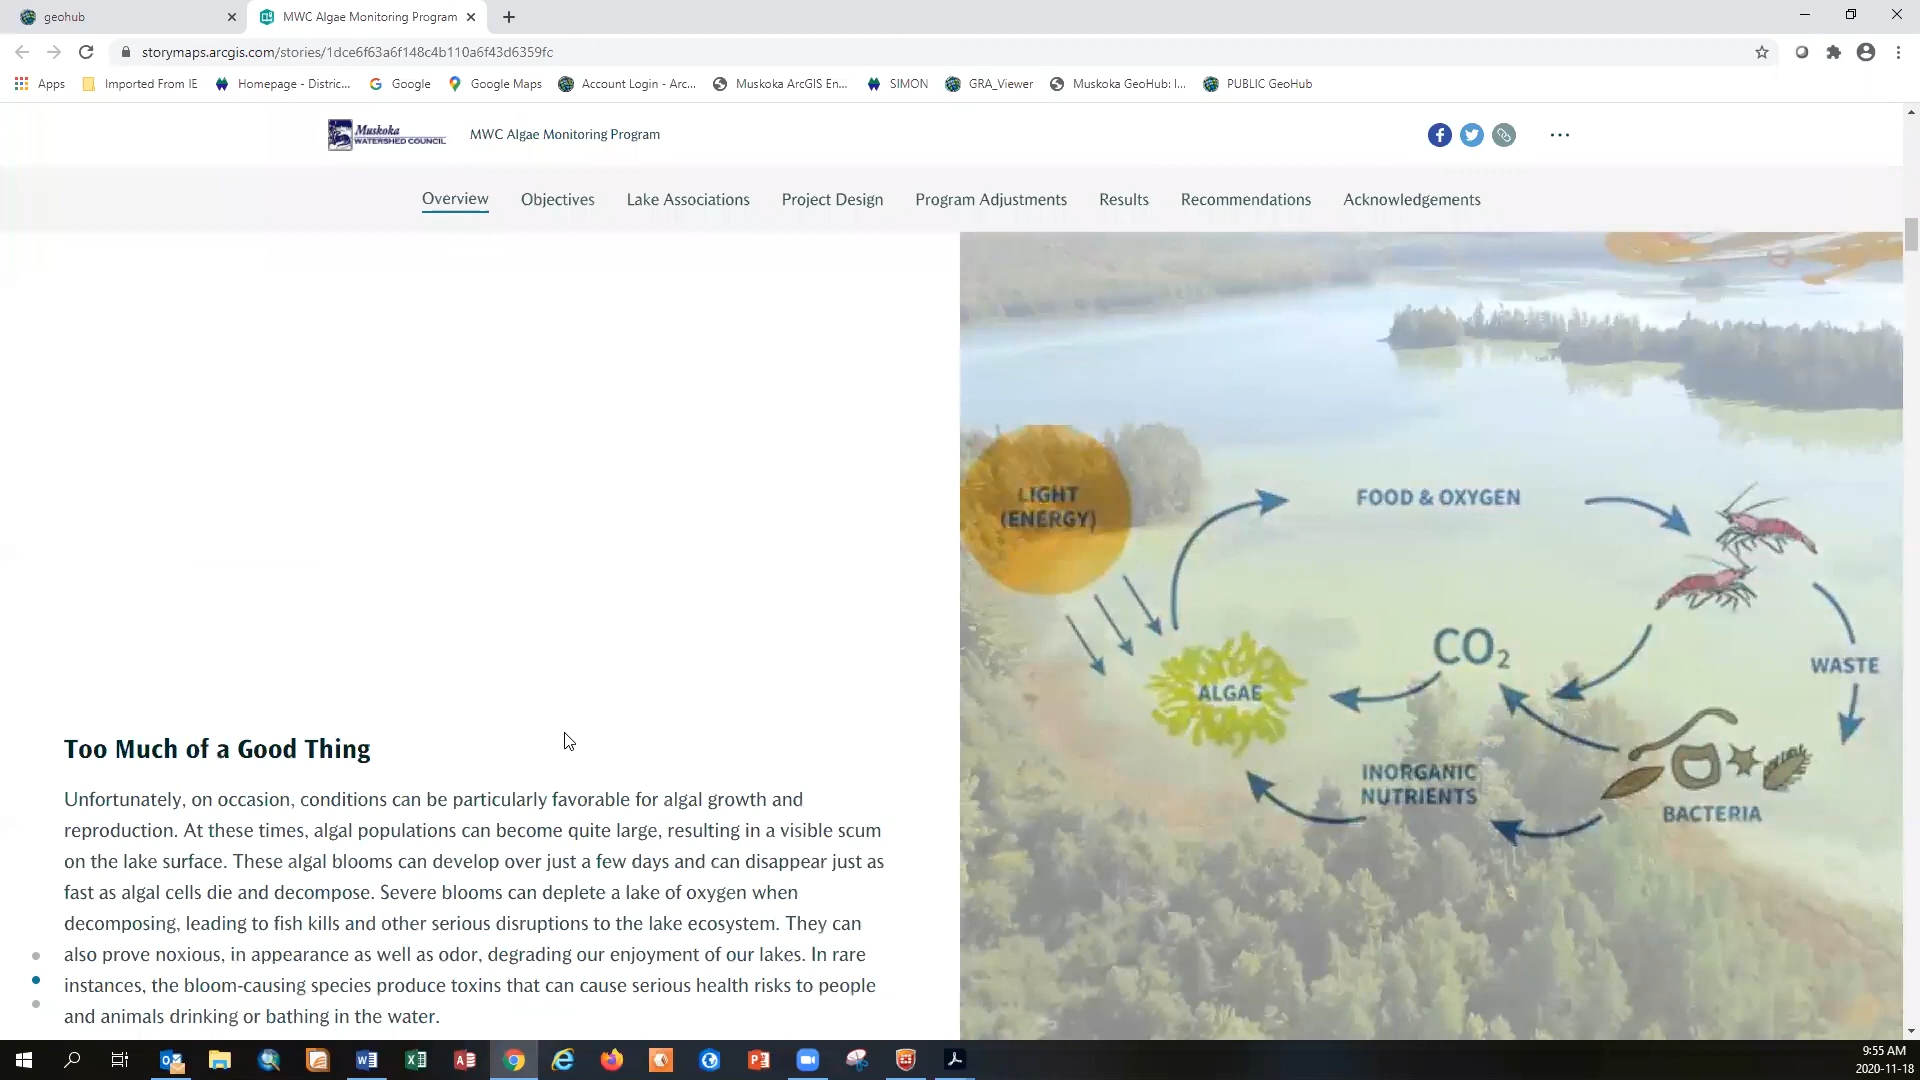 geohub
MWC Algae Monitoring Program
storymaps.arcgis.com/stories/1dce6f63a6f148c4b110a6f43d6359fc
Apps
Imported From IE
Homepage - Distric...
Google
Google Maps
Account Login - Arc...
Muskoka ArcGIS En...
SIMON
GRA_Viewer
Muskoka GeoHub: I...
PUBLIC GeoHub
Muskoka
WATERSHED COUNCIL
MWC Algae Monitoring Program
Overview
Objectives
Lake Associations
Project Design
Program Adjustments
Results
Recommendations
Acknowledgements
LIGHT
(ENERGY)
FOOD & OXYGEN
CO₂
WASTE
ALGAE
INORGANIC
NUTRIENTS
BACTERIA
Too Much of a Good Thing
Unfortunately, on occasion, conditions can be particularly favorable for algal growth and
reproduction. At these times, algal populations can become quite large, resulting in a visible scum
on the lake surface. These algal blooms can develop over just a few days and can disappear just as
fast as algal cells die and decompose. Severe blooms can deplete a lake of oxygen when
decomposing, leading to fish kills and other serious disruptions to the lake ecosystem. They can
also prove noxious, in appearance as well as odor, degrading our enjoyment of our lakes. In rare
instances, the bloom-causing species produce toxins that can cause serious health risks to people
and animals drinking or bathing in the water.
9:55 AM
2020-11-18